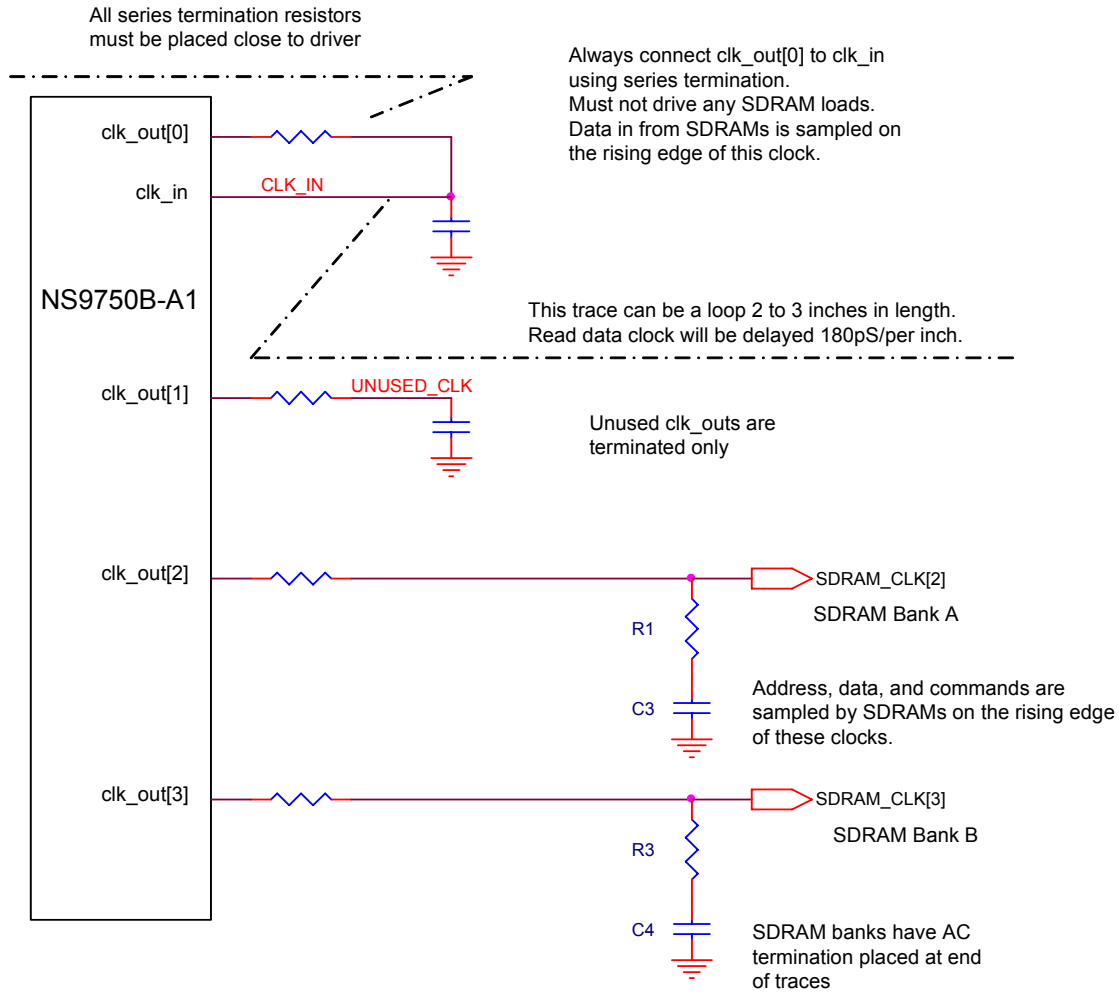 All series termination resistors
must be placed close to driver
Always connect clk_out[0] to clk_in
using series termination.
Must not drive any SDRAM loads.
Data in from SDRAMs is sampled on
the rising edge of this clock.
clk_out[0]
clk_in
CLK_IN
NS9750B-A1
This trace can be a loop 2 to 3 inches in length.
Read data clock will be delayed 180pS/per inch.
clk_out[1]
UNUSED_CLK
Unused clk_outs are
terminated only
clk_out[2]
SDRAM_CLK[2]
SDRAM Bank A
R1
C3
Address, data, and commands are
sampled by SDRAMs on the rising edge
of these clocks.
clk_out[3]
SDRAM_CLK[3]
SDRAM Bank B
R3
C4
SDRAM banks have AC
termination placed at end
of traces